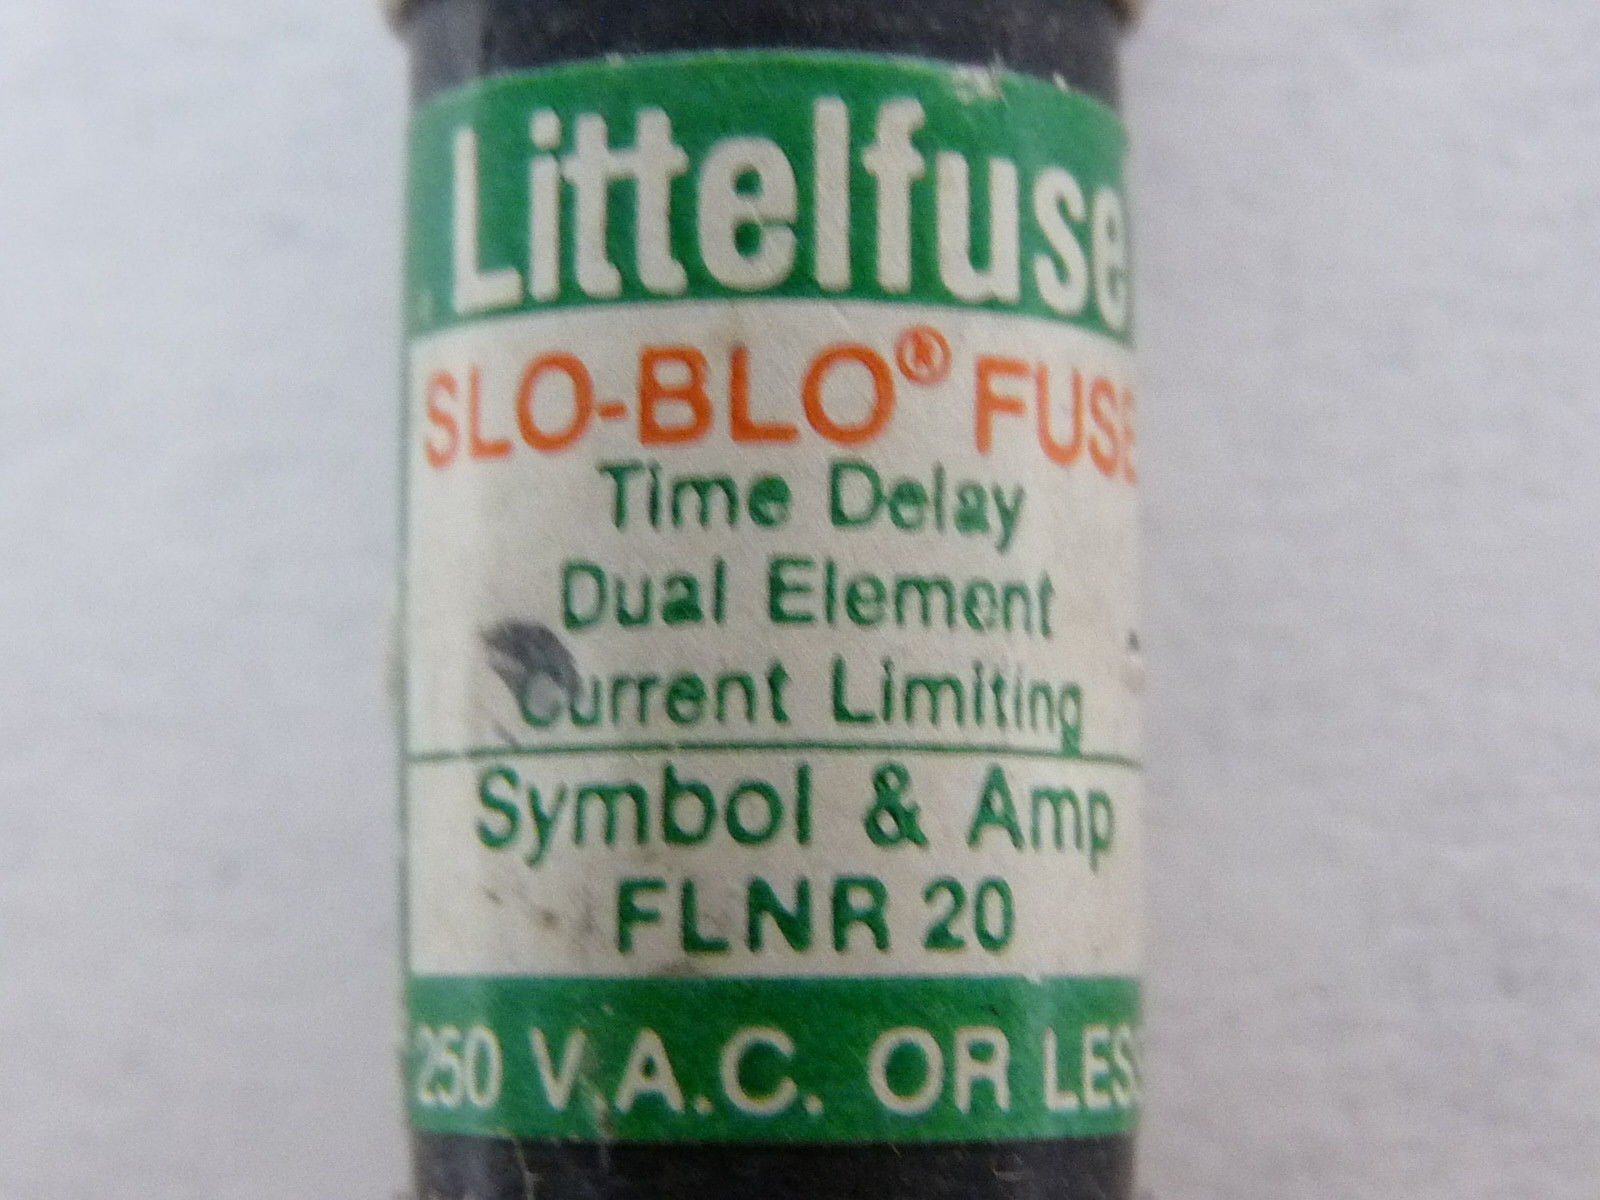 Littelfuse
SLO-BLO® FUSE
Time Delay
Dual Element
Current Limiting
Symbol & Amp
FLNR 20
250 V A.C. OR LESS